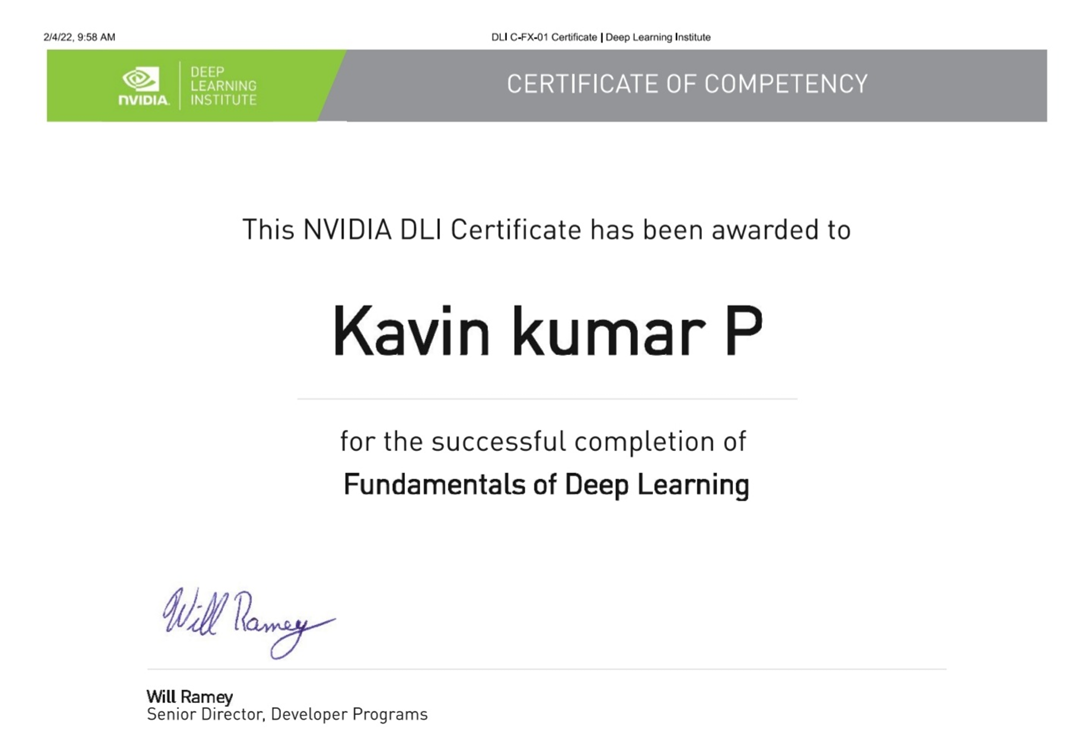 2/4/22, 9:58 AM DLI C-FX-01 Certificate | Deep Learning Institute
NVIDIA.
DEEP
LEARNING
INSTITUTE
CERTIFICATE OF COMPETENCY
This NVIDIA DLI Certificate has been awarded to
Kavin kumar P
for the successful completion of
Fundamentals of Deep Learning
Will Ramey
Will Ramey
Senior Director, Developer Programs